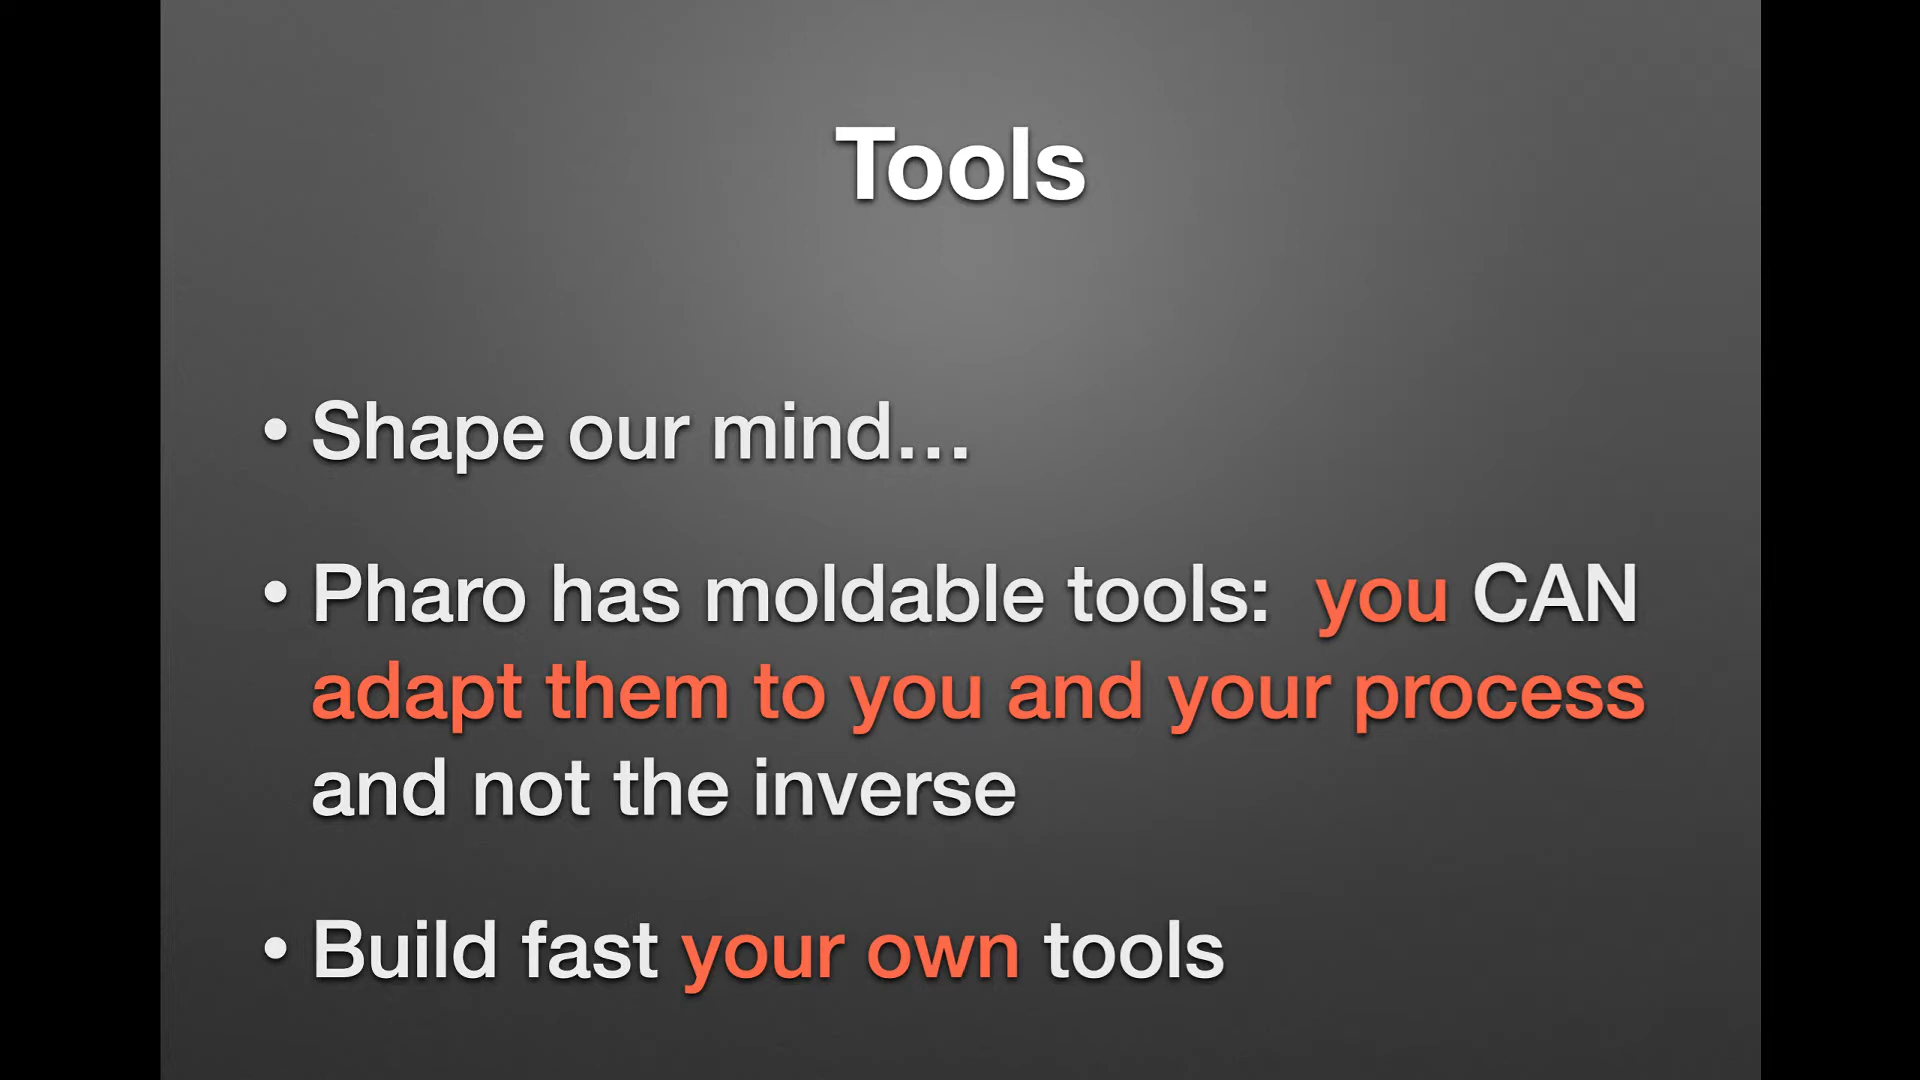 Tools
• Shape our mind…
• Pharo has moldable tools:  you CAN
adapt them to you and your process
and not the inverse
• Build fast your own tools